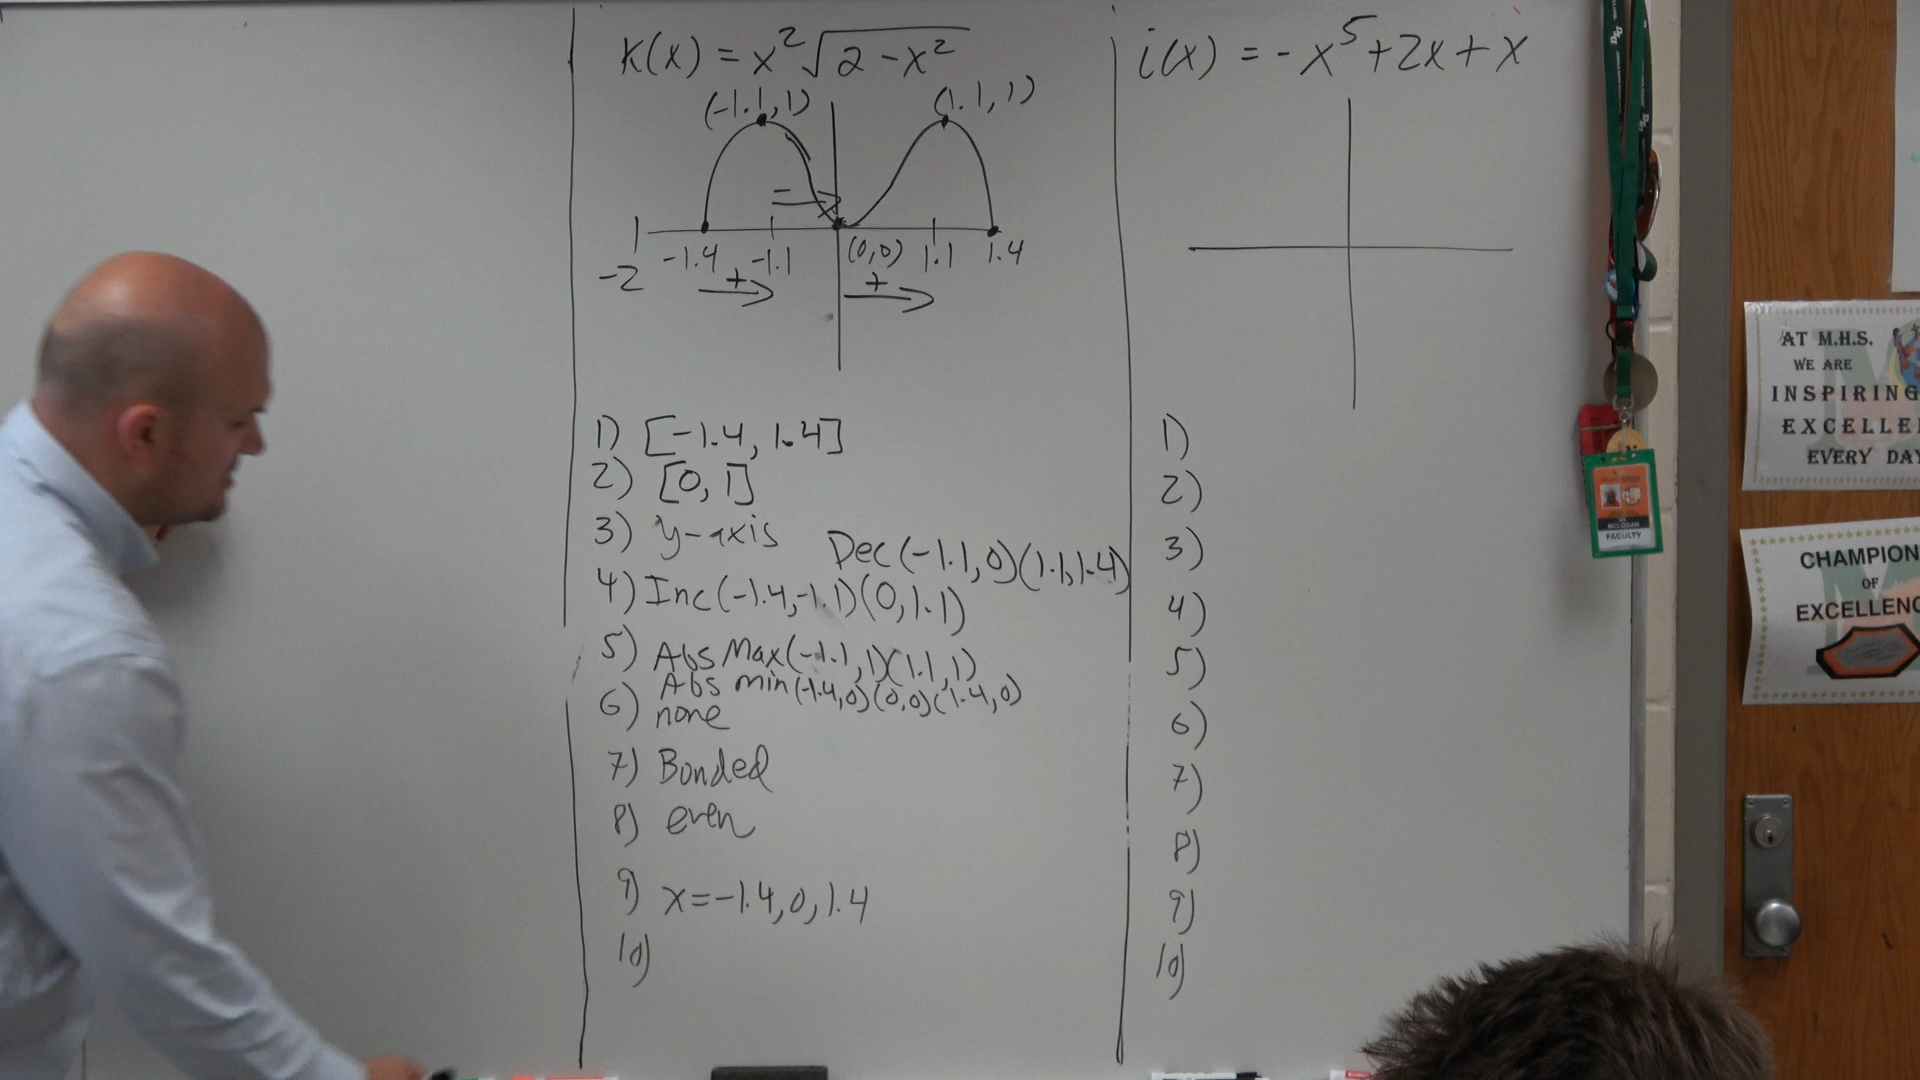 K(x) = x²√(2 - x²)
(-1.1, 1)
(1.1, 1)
-
-2
-1.4
-1.1
(0,0)
1.1
1.4
+
+
1) [-1.4, 1.4]
2) [0, 1]
3) y-axis
Dec (-1.1, 0)(1.1, 1.4)
4) Inc (-1.4, -1.1)(0, 1.1)
5) Abs Max (-1.1, 1)(1.1, 1)
Abs min (-1.4, 0)(0,0)(1.4, 0)
6) none
7) Bonded
8) even
9) x = -1.4, 0, 1.4
10)
i(x) = -x⁵ + 2x + x
1)
2)
3)
4)
5)
6)
7)
8)
9)
10)
MCLOGAN
FACULTY
AT M.H.S.
WE ARE
INSPIRING
EXCELLE
EVERY DAY
CHAMPION
OF
EXCELLENC